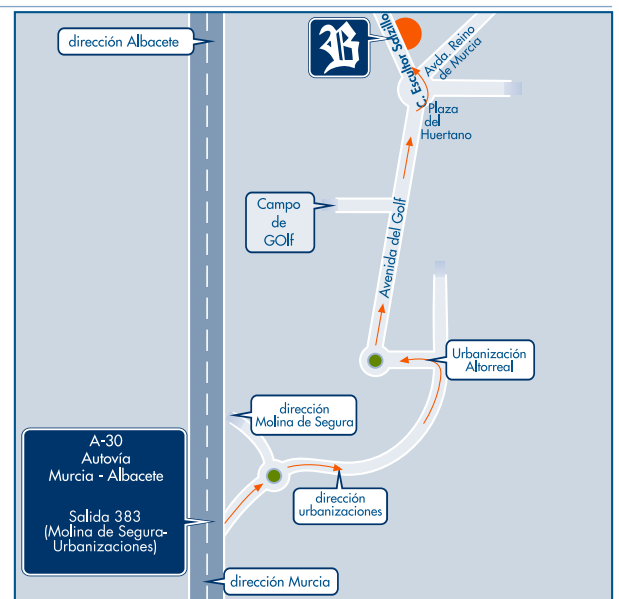 dirección Albacete
B
C. Escultor Salzillo
Avda. Reino
de Murcia
Plaza
del
Huertano
Campo
de
GOlf
Avenida del Golf
Urbanización
Altorreal
dirección
Molina de Segura
A-30
Autovía
Murcia - Albacete
Salida 383
(Molina de Segura-
Urbanizaciones)
dirección
urbanizaciones
dirección Murcia